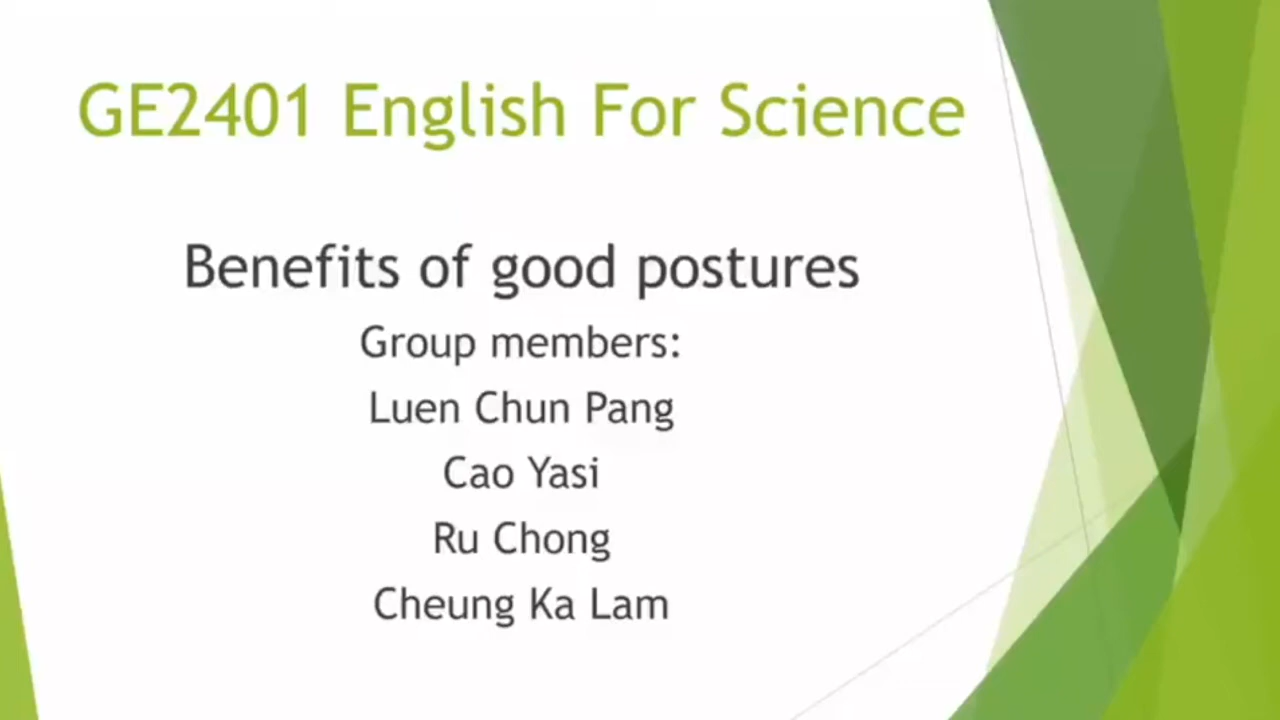 GE2401 English For Science
Benefits of good postures
Group members:
Luen Chun Pang
Cao Yasi
Ru Chong
Cheung Ka Lam